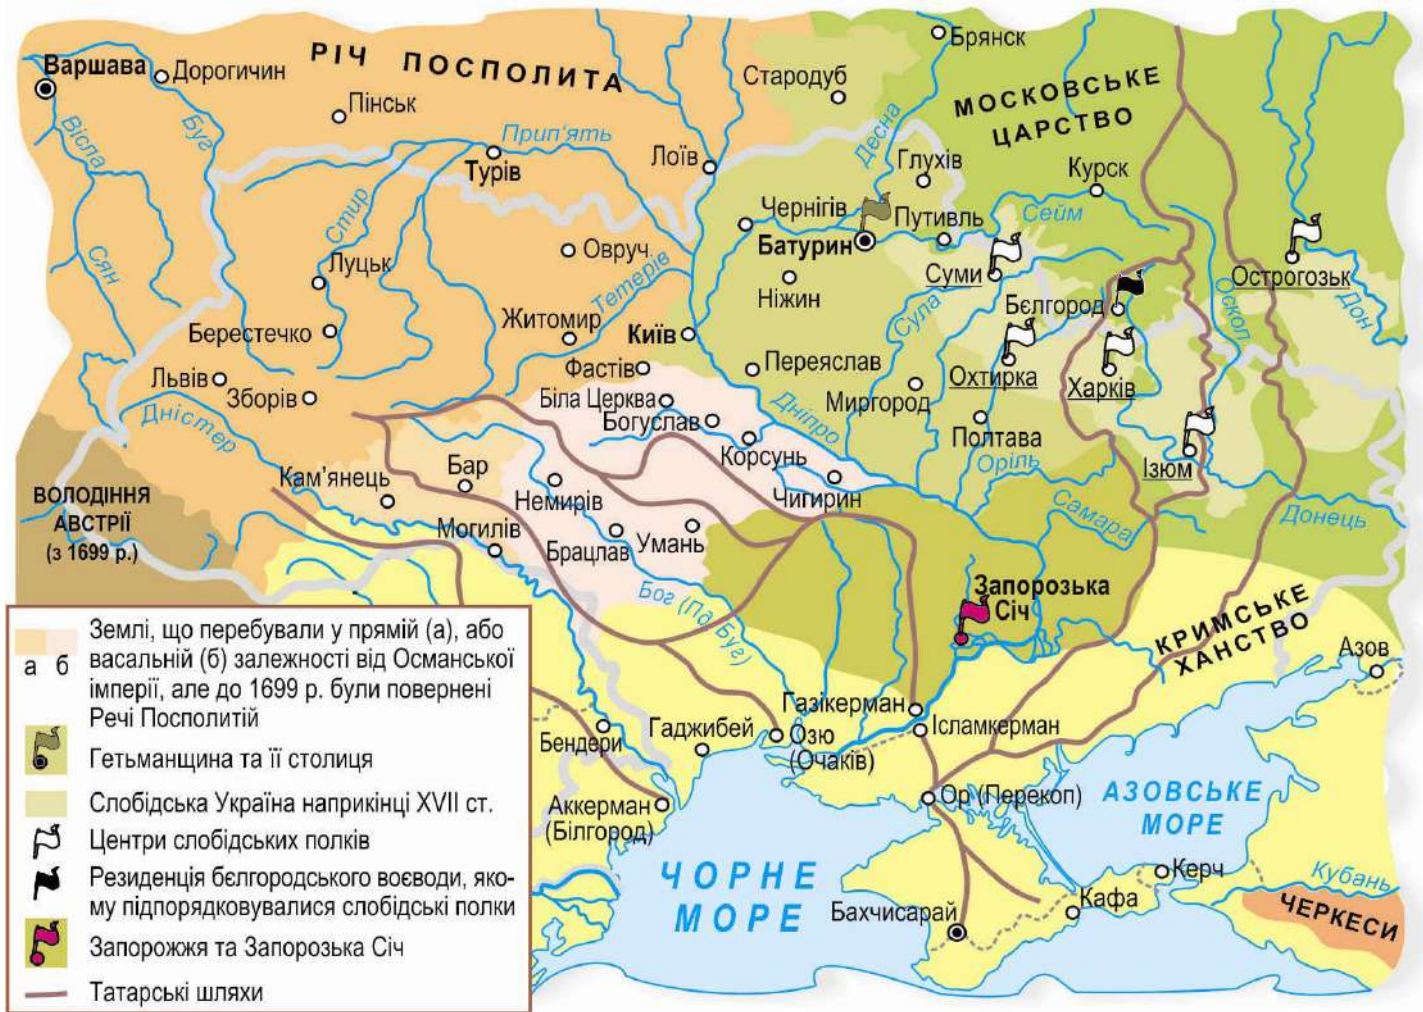 РІЧ ПОСПОЛИТА
Варшава
Дорогичин
Пінськ
Брянск
Стародуб
МОСКОВСЬКЕ
ЦАРСТВО
Вісла
Буг
Прип'ять
Турів
Лоїв
Десна
Глухів
Курск
Чернігів
Путивль
Сейм
Батурин
Стир
Овруч
Сян
Луцьк
Тетерів
Ніжин
Суми
Бєлгород
Острогозьк
Оскол
Дон
Сула
Житомир
Київ
Берестечко
Фастів
Переяслав
Охтирка
Харків
Львів
Зборів
Біла Церква
Богуслав
Миргород
Дністер
Дніпро
Полтава
Корсунь
Оріль
Ізюм
Кам'янець
Бар
Немирів
Чигирин
ВОЛОДІННЯ
АВСТРІЇ
(з 1699 р.)
Могилів
Брацлав
Умань
Самара
Донець
Бог (Пд Буг)
Запорозька
Січ
КРИМСЬКЕ
ХАНСТВО
Азов
Газікерман
Ісламкерман
Бендери
Гаджибей
Озю
(Очаків)
Аккерман
(Білгород)
Ор (Перекоп)
АЗОВСЬКЕ
МОРЕ
ЧОРНЕ
МОРЕ
Керч
Кафа
Бахчисарай
Кубань
ЧЕРКЕСИ
а б
Землі, що перебували у прямій (а), або
васальній (б) залежності від Османської
імперії, але до 1699 р. були повернені
Речі Посполитій
Гетьманщина та її столиця
Слобідська Україна наприкінці XVII ст.
Центри слобідських полків
Резиденція бєлгородського воєводи, яко-
му підпорядковувалися слобідські полки
Запорожжя та Запорозька Січ
Татарські шляхи